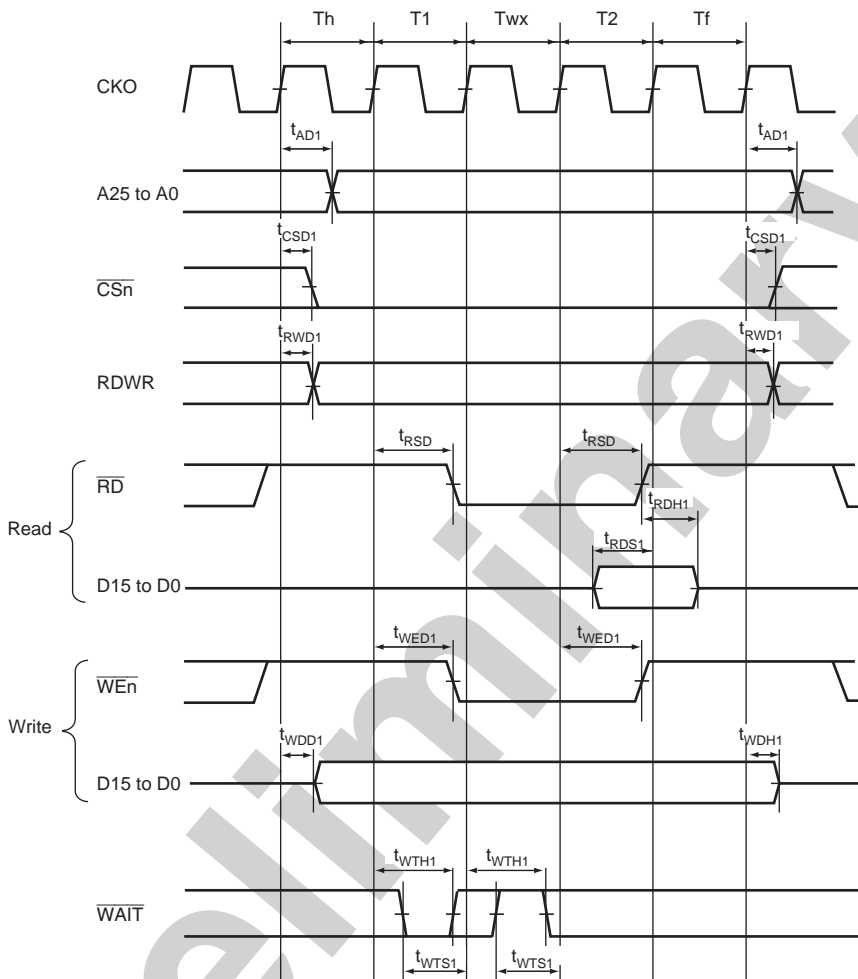 Th T1 Twx T2 Tf
CKO
tAD1 tAD1
A25 to A0
tCSD1 tCSD1
CSn
tRWD1 tRWD1
RDWR
tRSD tRSD
RD
tRDH1
Read
tRDS1
D15 to D0
tWED1 tWED1
WEn
Write
tWDD1 tWDH1
D15 to D0
tWTH1 tWTH1
WAIT
tWTS1 tWTS1
eliminary